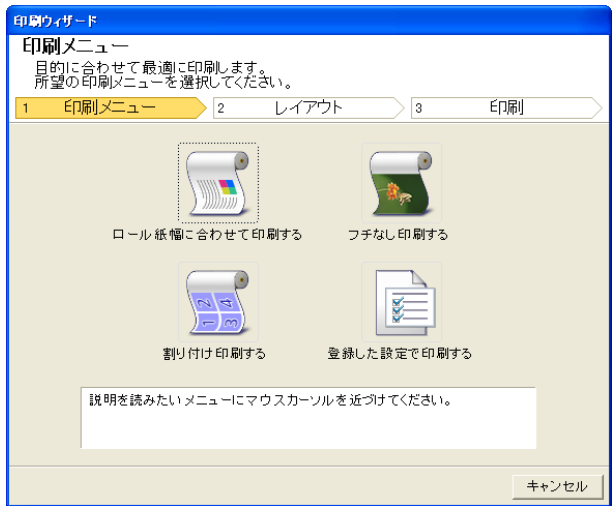 印刷ウィザード
印刷メニュー
目的に合わせて最適に印刷します。
所望の印刷メニューを選択してください。
1 印刷メニュー 2 レイアウト 3 印刷
ロール紙幅に合わせて印刷する フチなし印刷する
1 2 3 4
割り付け印刷する 登録した設定で印刷する
説明を読みたいメニューにマウスカーソルを近づけてください。
キャンセル